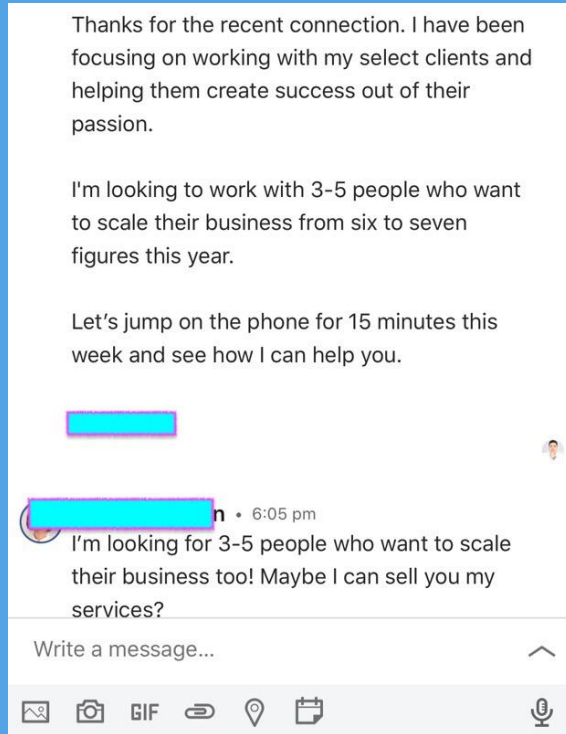 Thanks for the recent connection. I have been
focusing on working with my select clients and
helping them create success out of their
passion.
I'm looking to work with 3-5 people who want
to scale their business from six to seven
figures this year.
Let’s jump on the phone for 15 minutes this
week and see how I can help you.
n • 6:05 pm
I’m looking for 3-5 people who want to scale
their business too! Maybe I can sell you my
services?
Write a message...
GIF